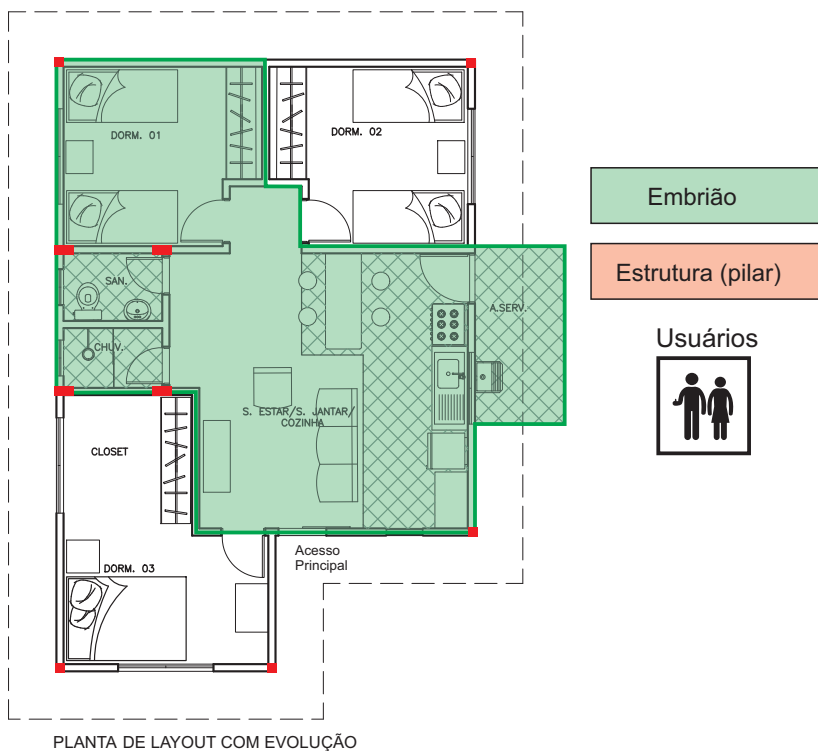 DORM. 01
DORM. 02
Embrião
Estrutura (pilar)
Usuários
SAN.
A.SERV.
CHUV.
S. ESTAR/S. JANTAR/
COZINHA
CLOSET
Acesso
Principal
DORM. 03
PLANTA DE LAYOUT COM EVOLUÇÃO